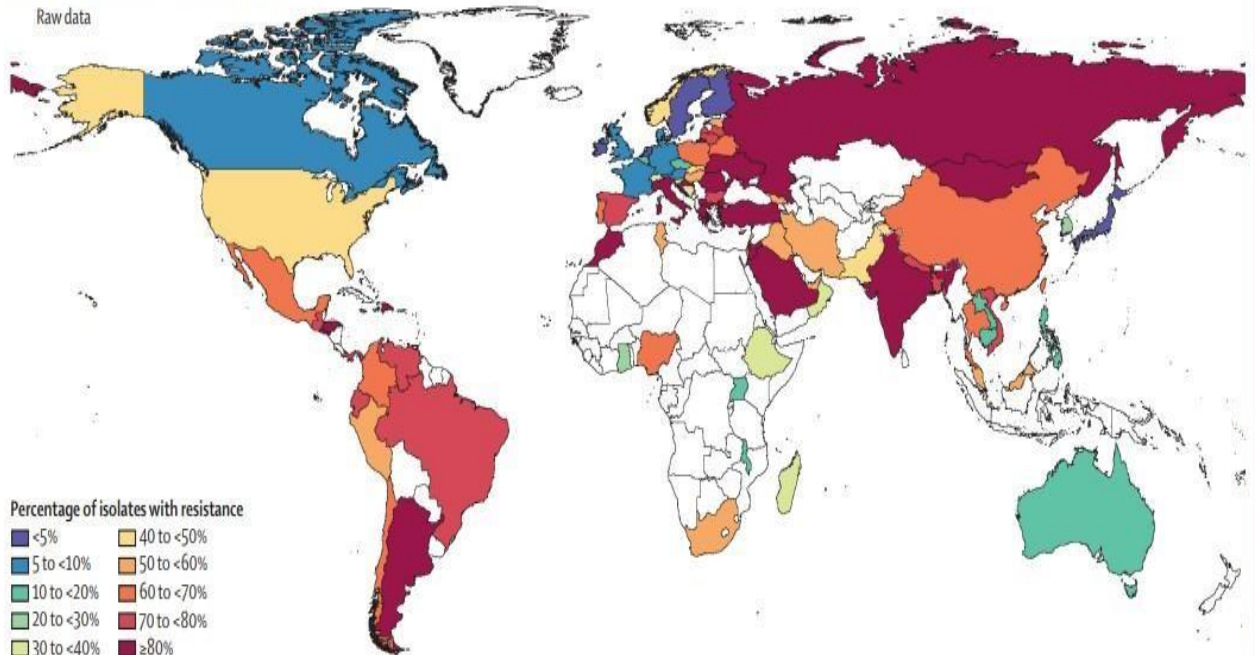 Raw data
Percentage of isolates with resistance
<5%
5 to <10%
10 to <20%
20 to <30%
30 to <40%
40 to <50%
50 to <60%
60 to <70%
70 to <80%
≥80%